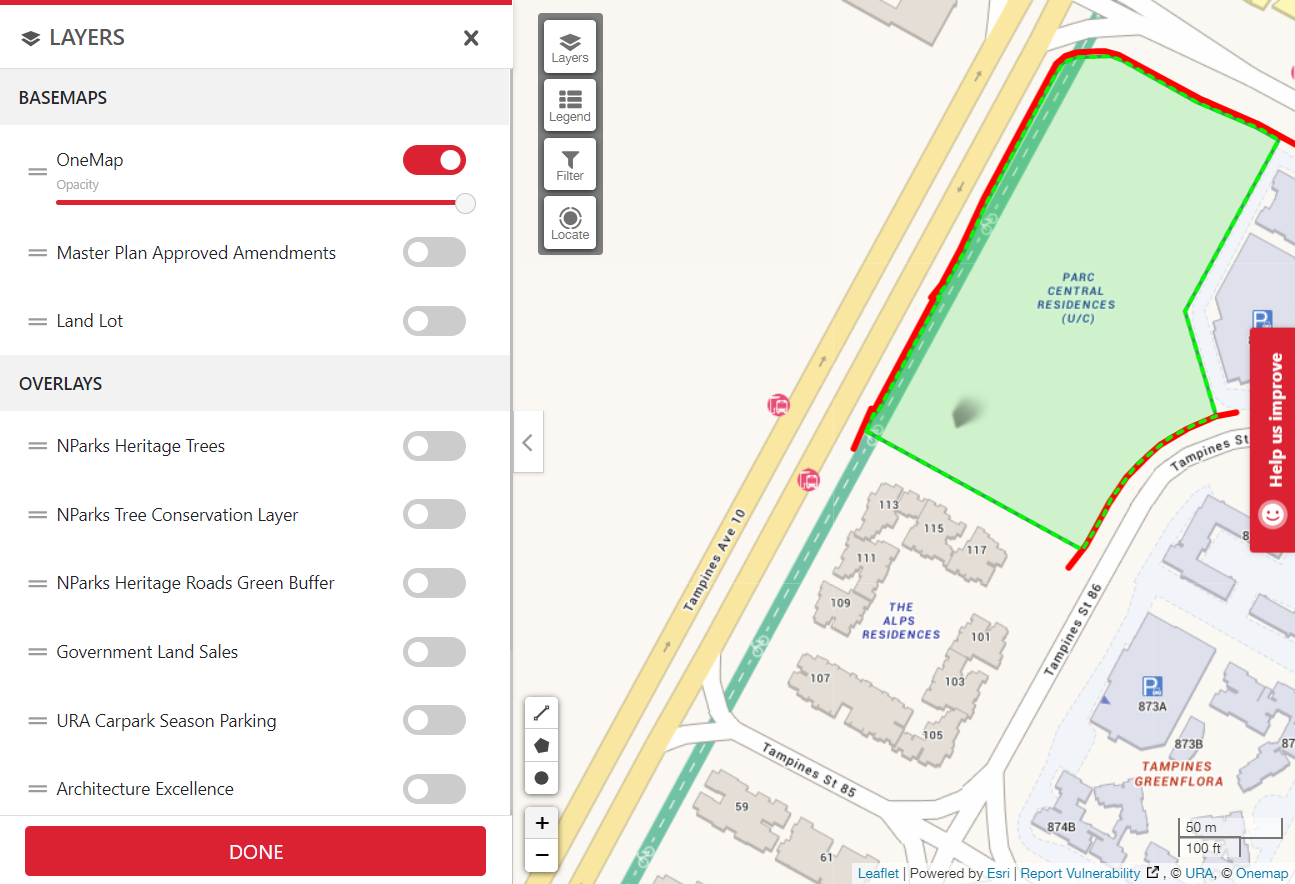 LAYERS
BASEMAPS
OneMap
Opacity
Master Plan Approved Amendments
Land Lot
OVERLAYS
NParks Heritage Trees
NParks Tree Conservation Layer
NParks Heritage Roads Green Buffer
Government Land Sales
URA Carpark Season Parking
Architecture Excellence
DONE
Layers
Legend
Filter
Locate
PARC
CENTRAL
RESIDENCES
(U/C)
Help us improve
Tampines St
Tampines Ave 10
113
115
117
111
109
THE
ALPS
RESIDENCES
101
103
107
105
Tampines St 86
Tampines St 85
873A
873B
87
TAMPINES
GREENFLORA
874B
59
61
+
−
50 m
100 ft
Leaflet | Powered by Esri | Report Vulnerability , © URA, © Onemap